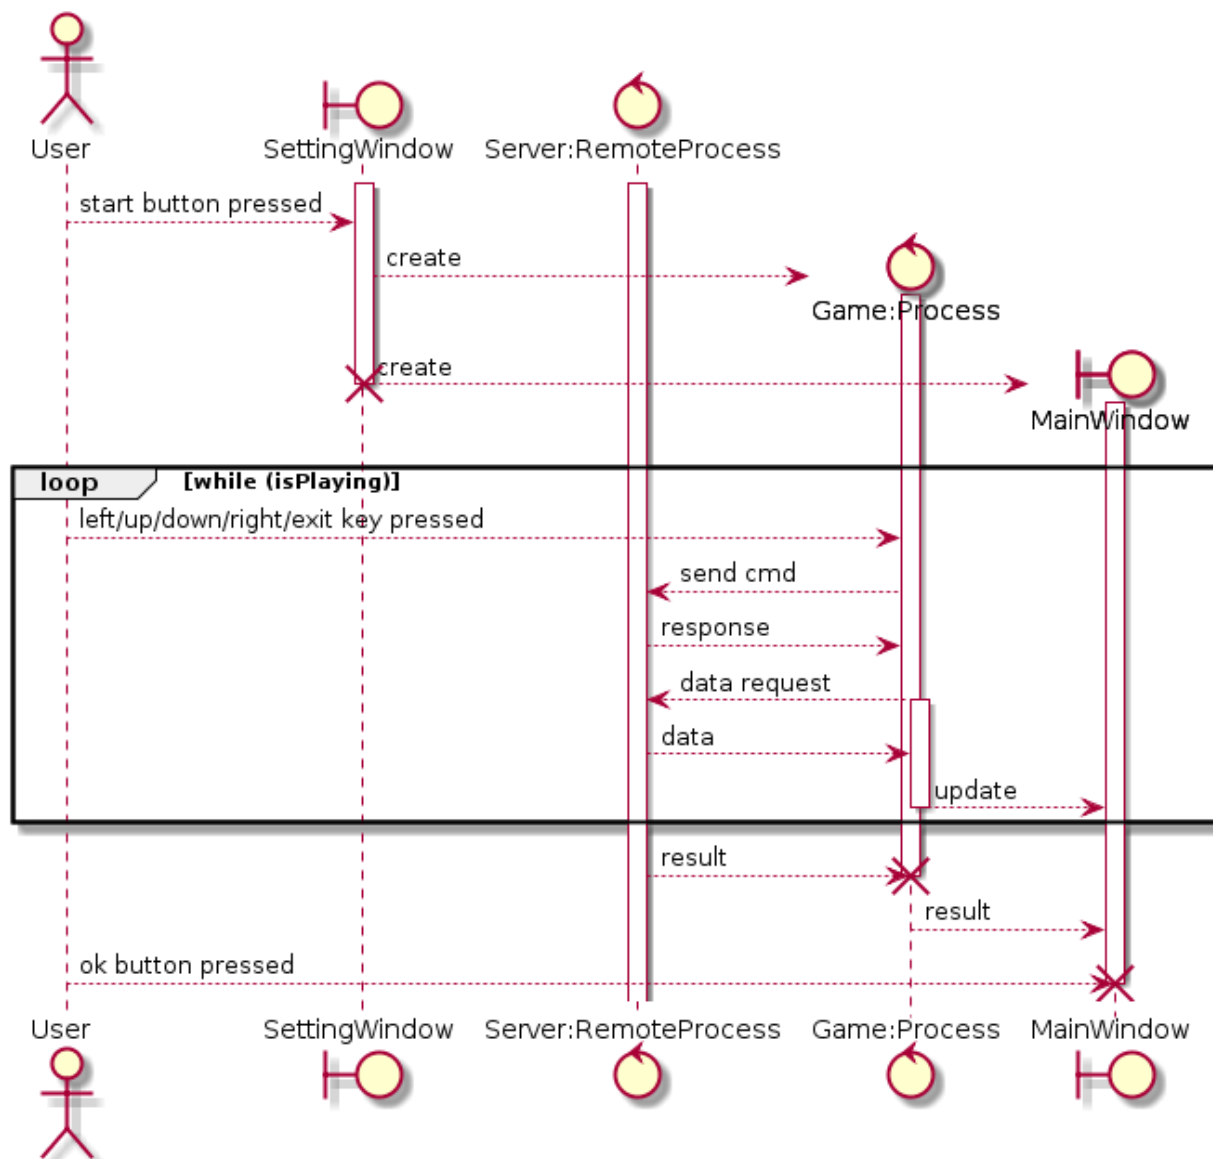 User
SettingWindow
Server:RemoteProcess
start button pressed
create
Game:Process
create
MainWindow
loop
[while (isPlaying)]
left/up/down/right/exit key pressed
send cmd
response
data request
data
update
result
result
ok button pressed
User
SettingWindow
Server:RemoteProcess
Game:Process
MainWindow